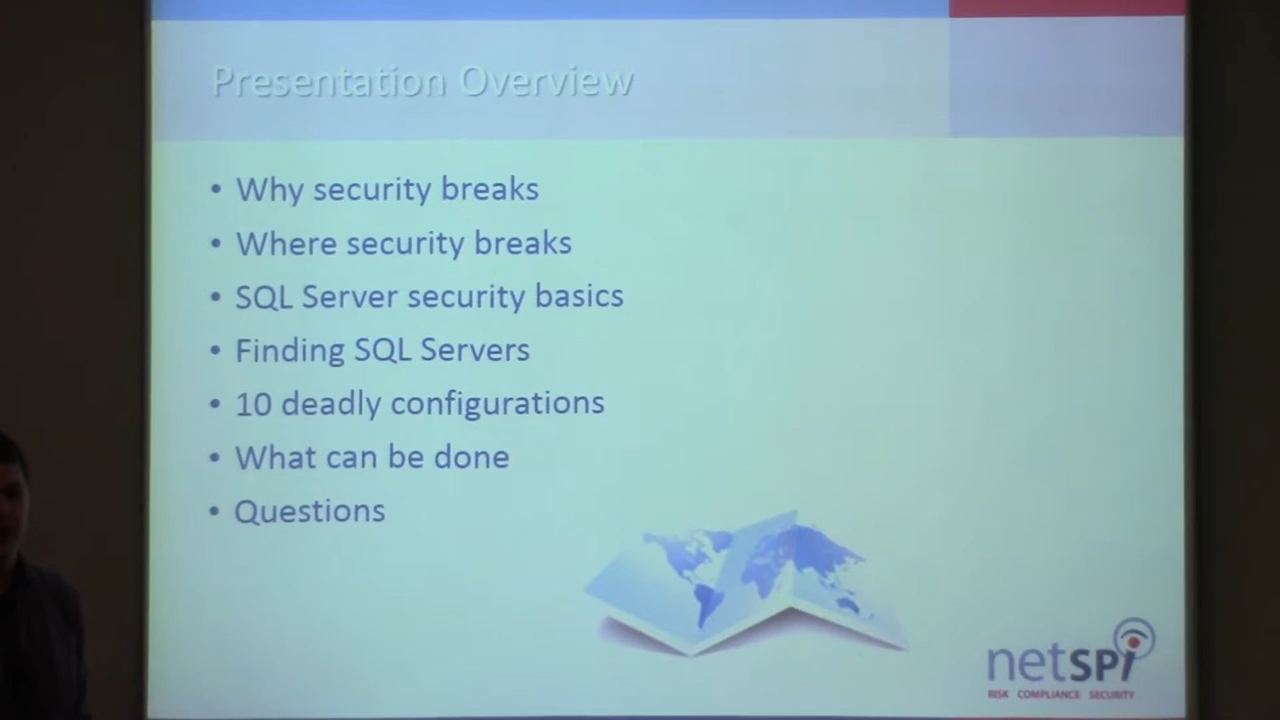 Presentation Overview
• Why security breaks
• Where security breaks
• SQL Server security basics
• Finding SQL Servers
• 10 deadly configurations
• What can be done
• Questions
netSPi
RISK COMPLIANCE SECURITY